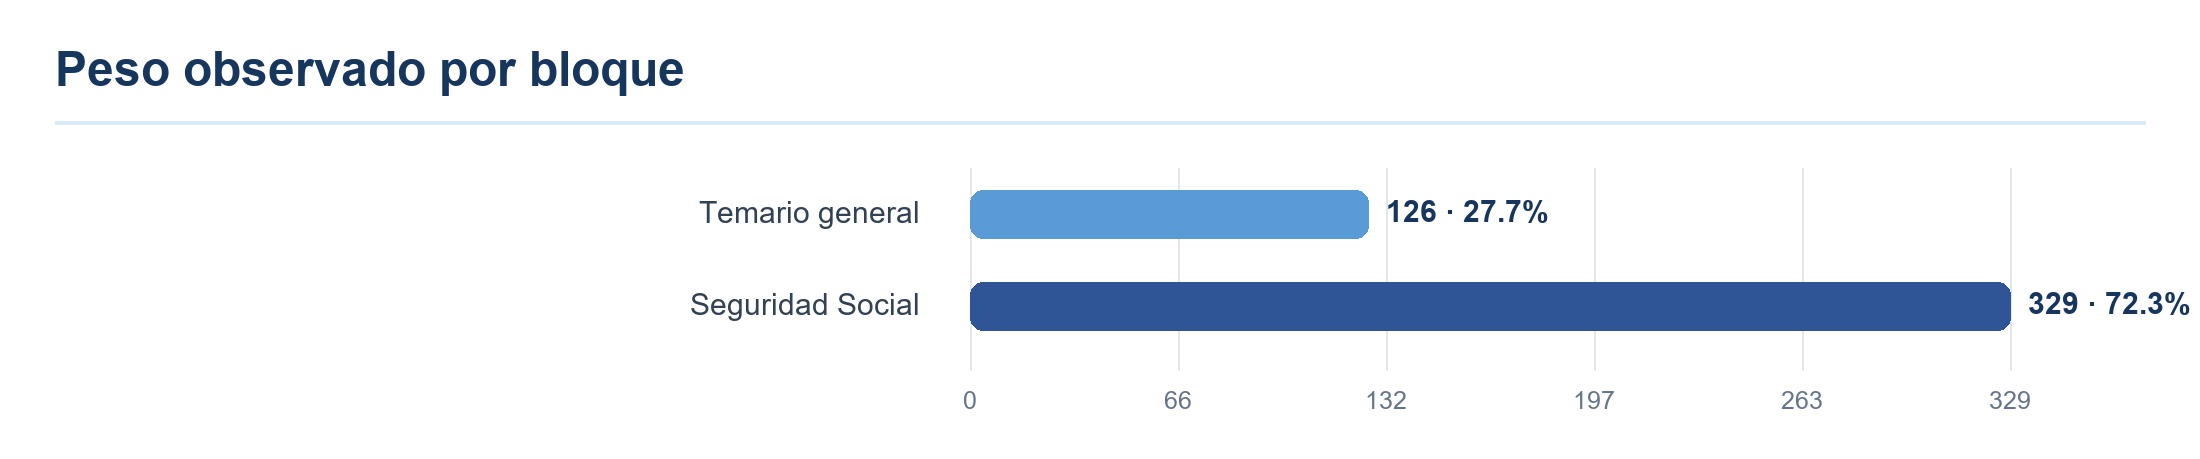 Peso observado por bloque
Temario general 126 · 27.7%
Seguridad Social 329 · 72.3%
0 66 132 197 263 329